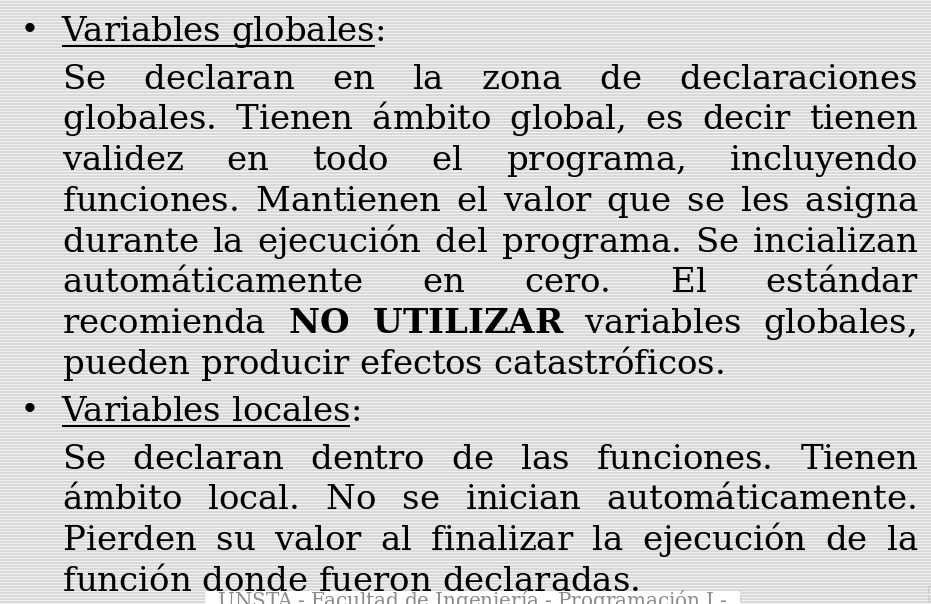 • Variables globales:
Se declaran en la zona de declaraciones
globales. Tienen ámbito global, es decir tienen
validez en todo el programa, incluyendo
funciones. Mantienen el valor que se les asigna
durante la ejecución del programa. Se incializan
automáticamente en cero. El estándar
recomienda NO UTILIZAR variables globales,
pueden producir efectos catastróficos.
• Variables locales:
Se declaran dentro de las funciones. Tienen
ámbito local. No se inician automáticamente.
Pierden su valor al finalizar la ejecución de la
función donde fueron declaradas.
UNSTA - Facultad de Ingeniería - Programación I -